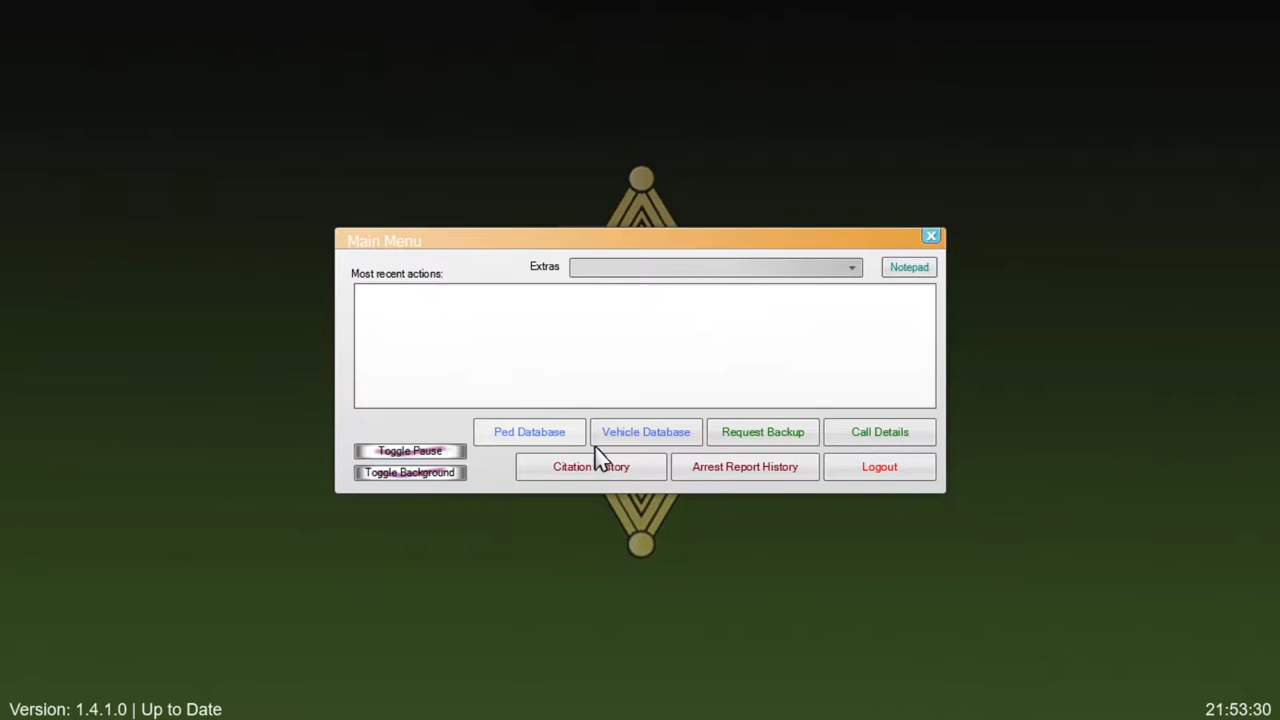 Main Menu
Extras
Notepad
Most recent actions:
Ped Database
Vehicle Database
Request Backup
Call Details
Toggle Pause
Citation History
Arrest Report History
Logout
Toggle Background
Version: 1.4.1.0 | Up to Date
21:53:30